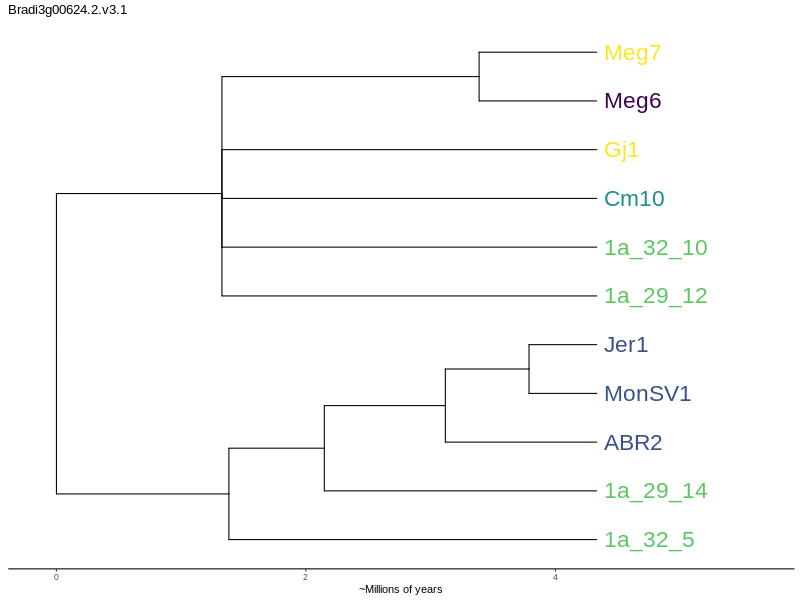 Bradi3g00624.2.v3.1
Meg7
Meg6
Gj1
Cm10
1a_32_10
1a_29_12
Jer1
MonSV1
ABR2
1a_29_14
1a_32_5
0 2 4
~Millions of years